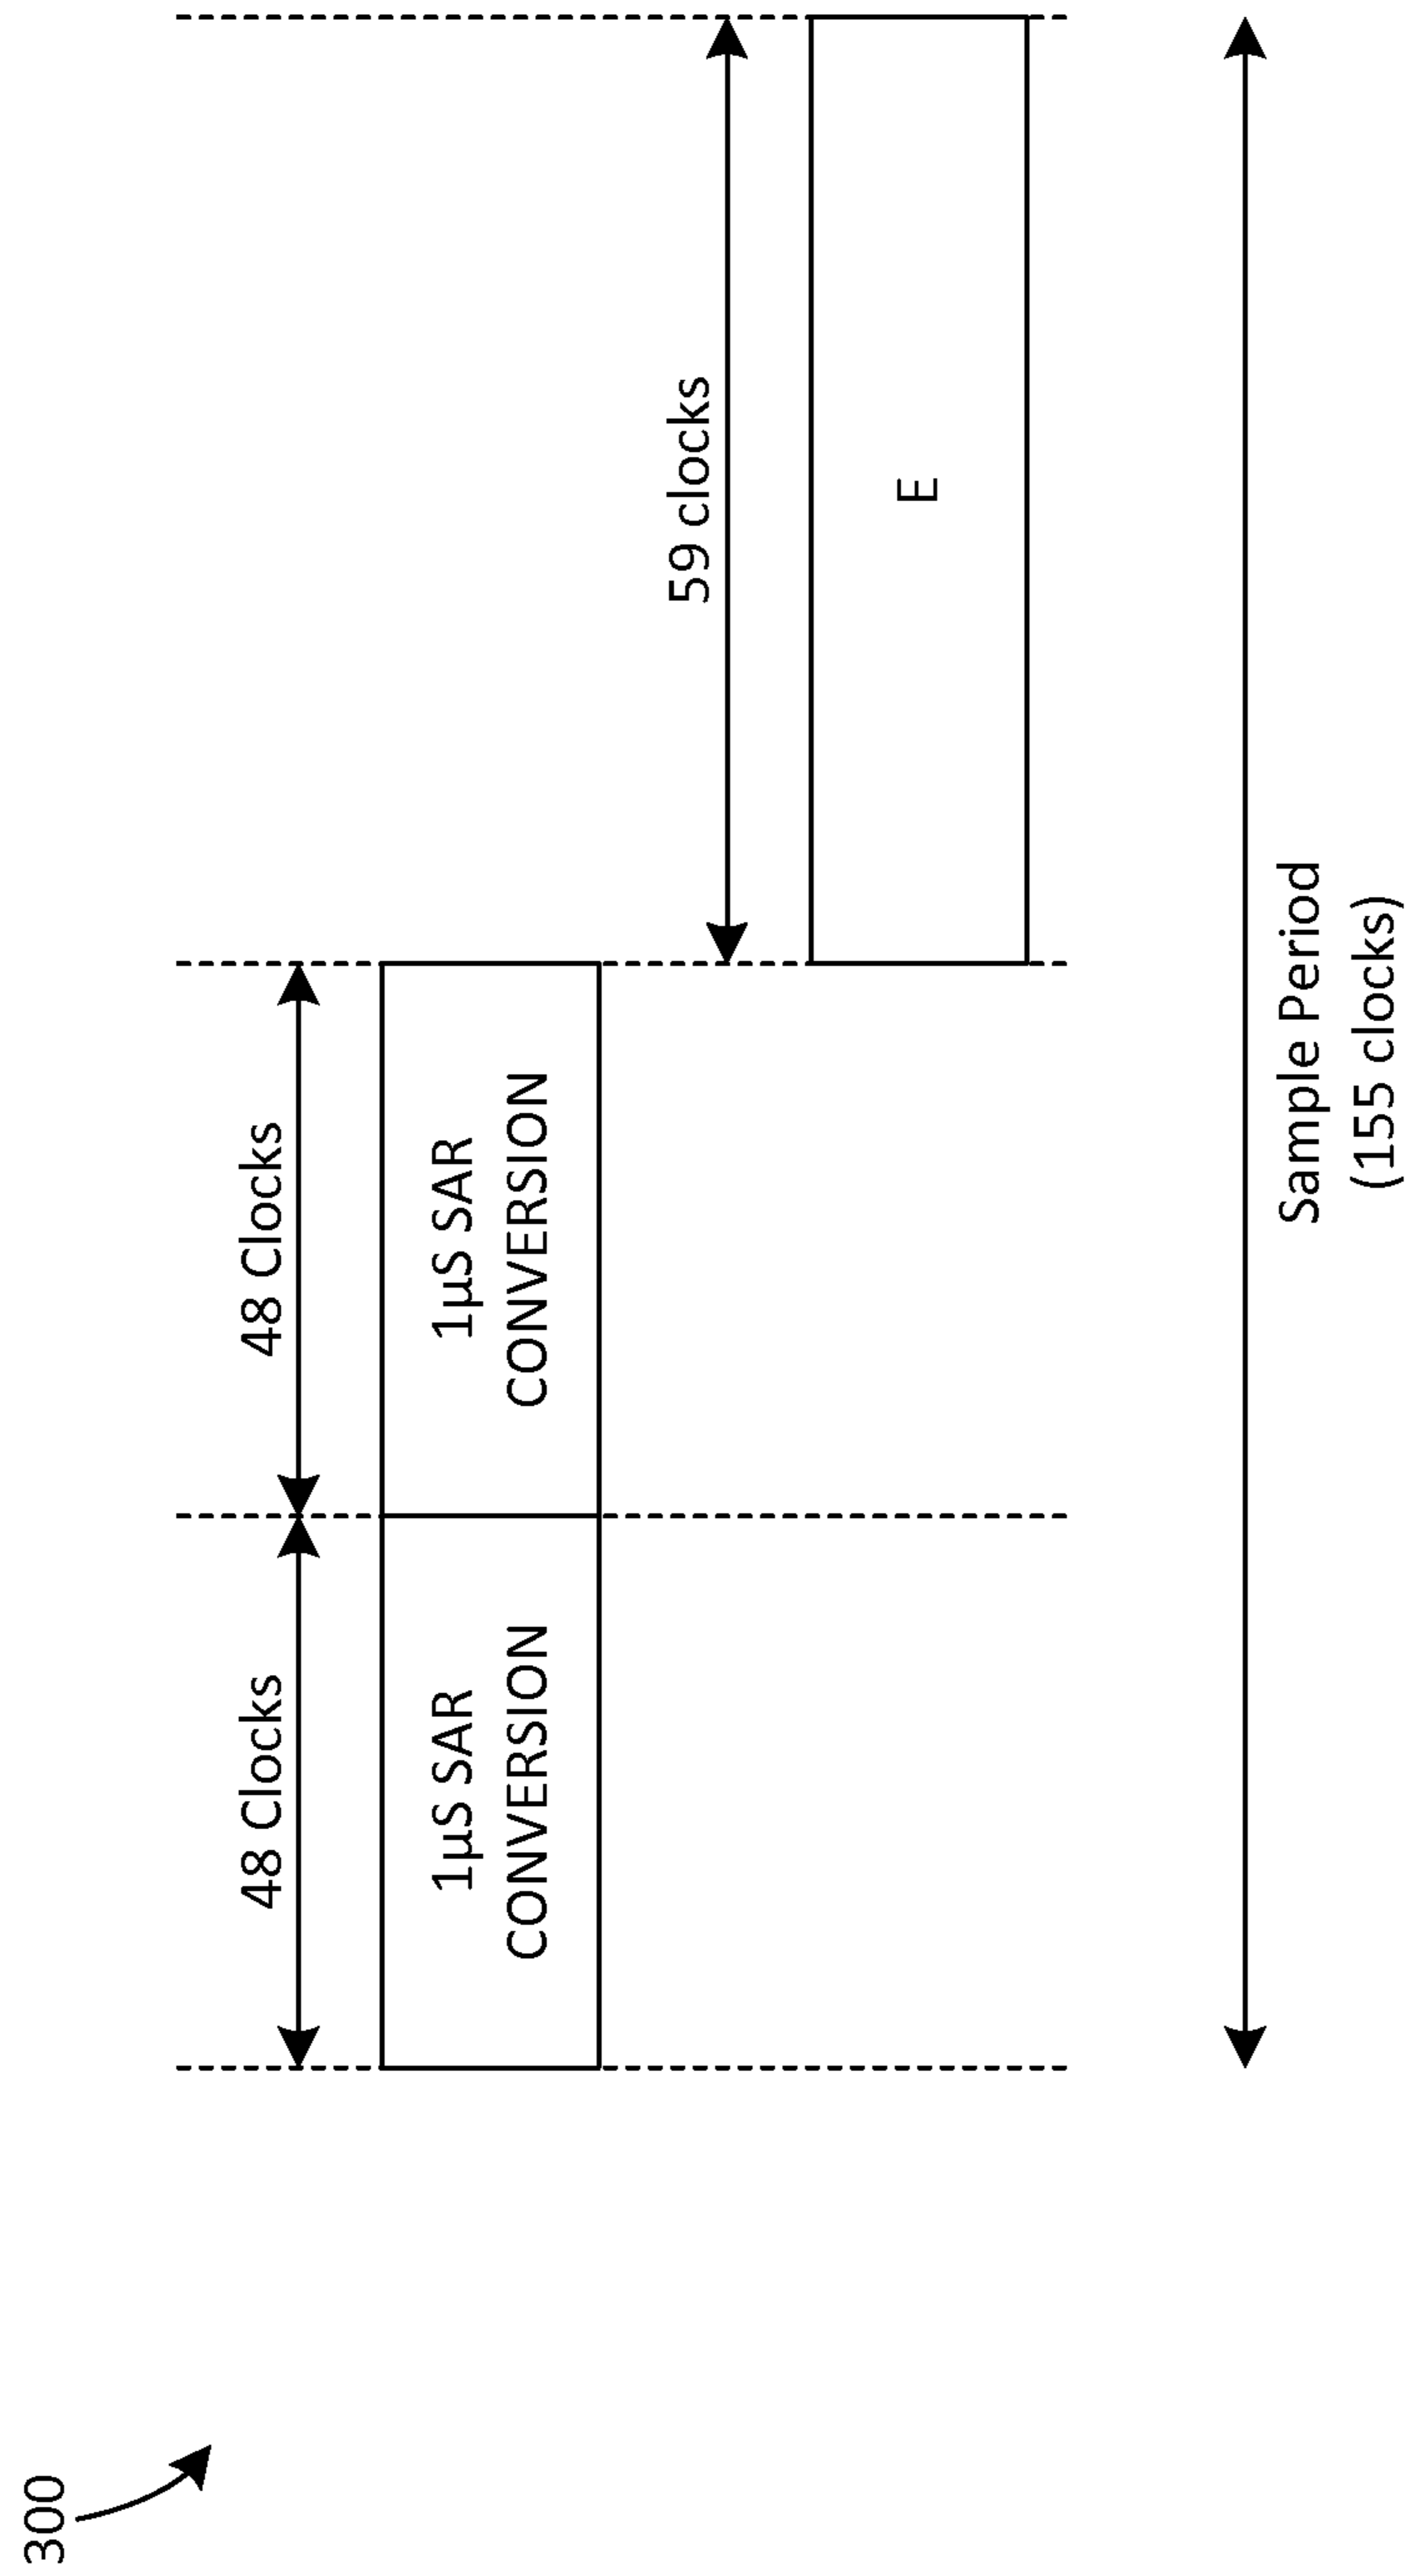 300
48 Clocks
48 Clocks
1µS SAR
CONVERSION
1µS SAR
CONVERSION
59 clocks
E
Sample Period
(155 clocks)